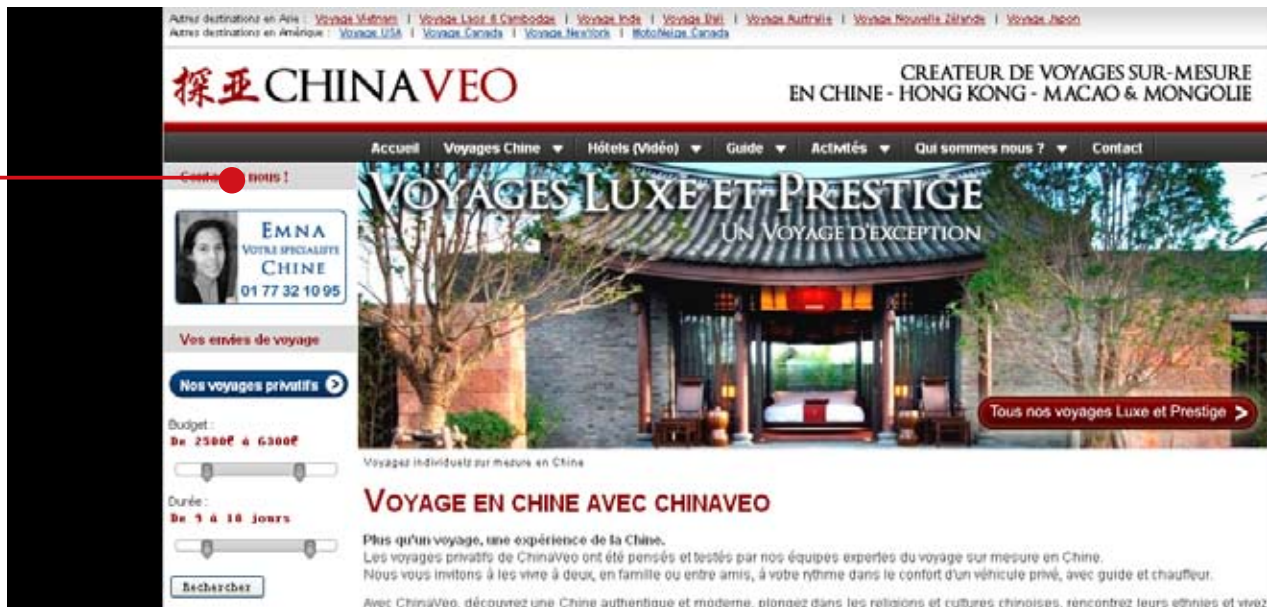 Autres destinations en Asie : Voyage Vietnam | Voyage Laos & Cambodge | Voyage Inde | Voyage Bali | Voyage Australie | Voyage Nouvelle Zélande | Voyage Japon
Autres destinations en Amérique : Voyage USA | Voyage Canada | Voyage NewYork | MotoNeige Canada
探亚 CHINAVEO
CREATEUR DE VOYAGES SUR-MESURE
EN CHINE - HONG KONG - MACAO & MONGOLIE
Accueil Voyages Chine Hôtels (Vidéo) Guide Activités Qui sommes nous ? Contact
nous !
VOYAGES LUXE ET PRESTIGE
UN VOYAGE D'EXCEPTION
EMNA
VOTRE SPECIALISTE
CHINE
01 77 32 10 95
Vos envies de voyage
Nos voyages privatifs
Tous nos voyages Luxe et Prestige >
Budget :
De 2500€ à 6300€
Durée :
De 9 à 18 jours
Rechercher
Voyages individuels sur mesure en Chine
VOYAGE EN CHINE AVEC CHINAVEO
Plus qu'un voyage, une expérience de la Chine.
Les voyages privatifs de ChinaVeo ont été pensés et testés par nos équipes expertes du voyage sur mesure en Chine.
Nous vous invitons à les vivre à deux, en famille ou entre amis, à votre rythme dans le confort d'un véhicule privé, avec guide et chauffeur.
Avec ChinaVeo, découvrez une Chine authentique et moderne, plongez dans les religions et cultures chinoises, rencontrez leurs ethnies et vivez